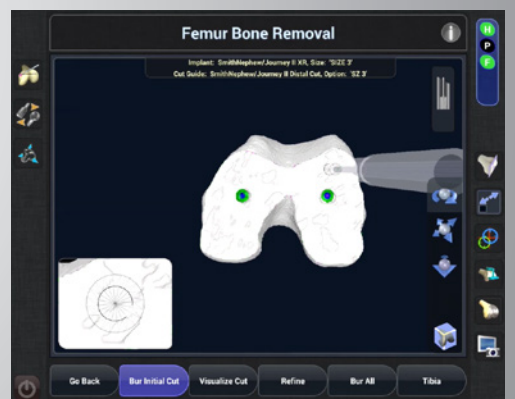 Femur Bone Removal
i
Implant: SmithNephew/Journey II XR, Size: 'SIZE 3'
Cut Guide: SmithNephew/Journey II Distal Cut, Option: 'SZ 3'
H
P
F
Go Back
Bur Initial Cut
Visualize Cut
Refine
Bur All
Tibia